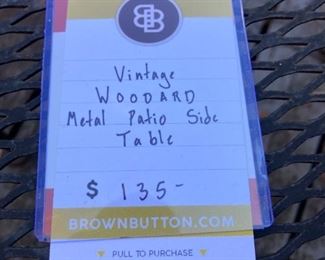 BB
Vintage
WOODARD
Metal Patio Side
Table
$ 135-
BROWNBUTTON.COM
PULL TO PURCHASE